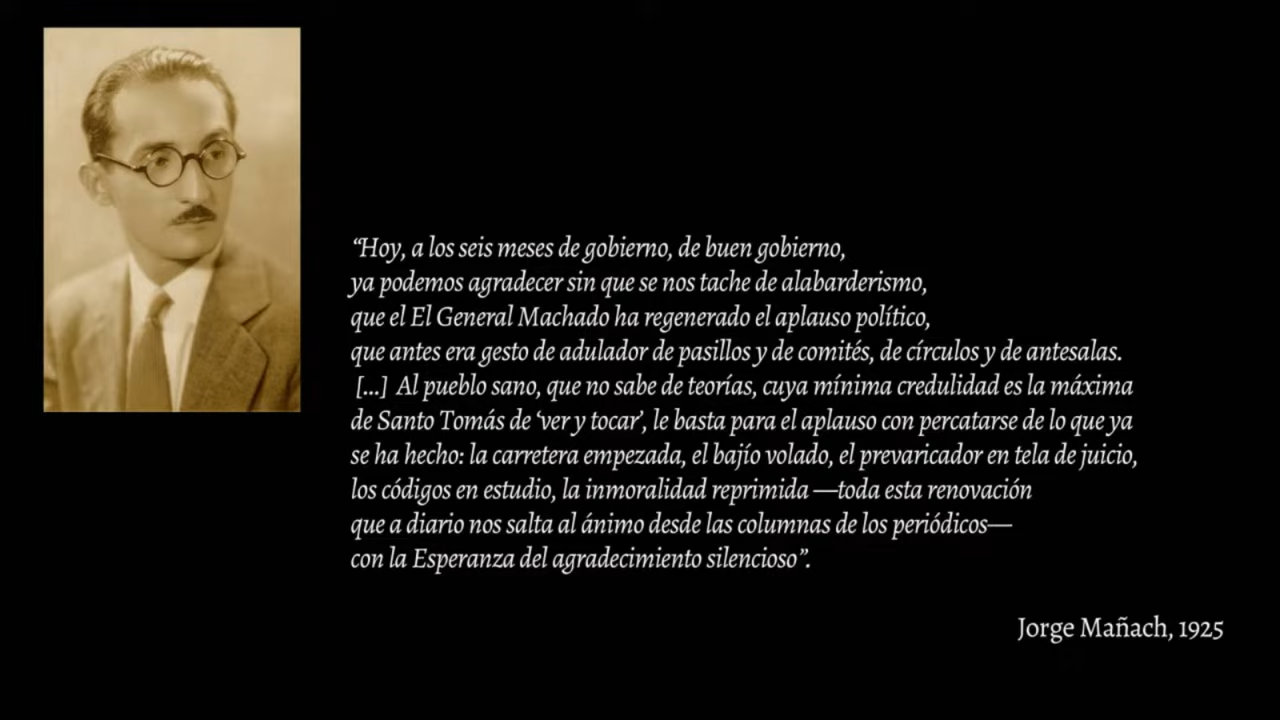 “Hoy, a los seis meses de gobierno, de buen gobierno,
ya podemos agradecer sin que se nos tache de alabarderismo,
que el El General Machado ha regenerado el aplauso político,
que antes era gesto de adulador de pasillos y de comités, de círculos y de antesalas.
[...] Al pueblo sano, que no sabe de teorías, cuya mínima credulidad es la máxima
de Santo Tomás de ‘ver y tocar’, le basta para el aplauso con percatarse de lo que ya
se ha hecho: la carretera empezada, el bajío volado, el prevaricador en tela de juicio,
los códigos en estudio, la inmoralidad reprimida —toda esta renovación
que a diario nos salta al ánimo desde las columnas de los periódicos—
con la Esperanza del agradecimiento silencioso”.
Jorge Mañach, 1925